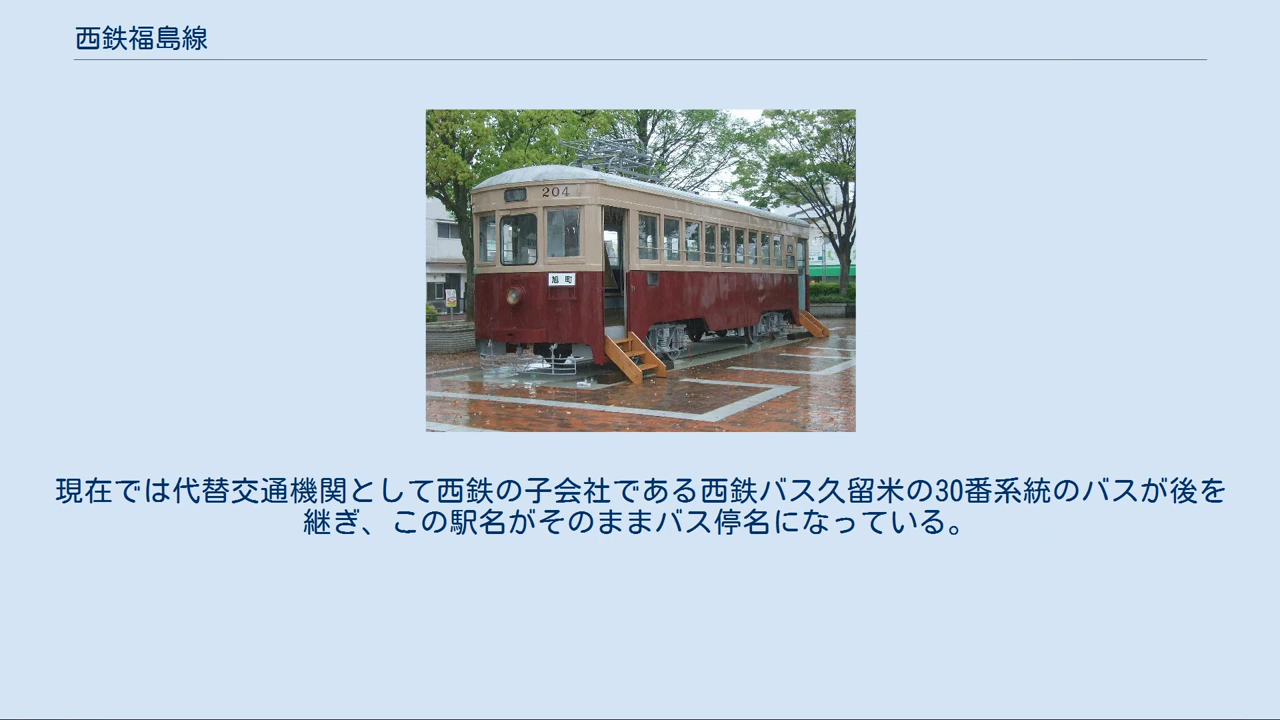 西鉄福島線
204
旭町
現在では代替交通機関として西鉄の子会社である西鉄バス久留米の30番系統のバスが後を
継ぎ、この駅名がそのままバス停名になっている。